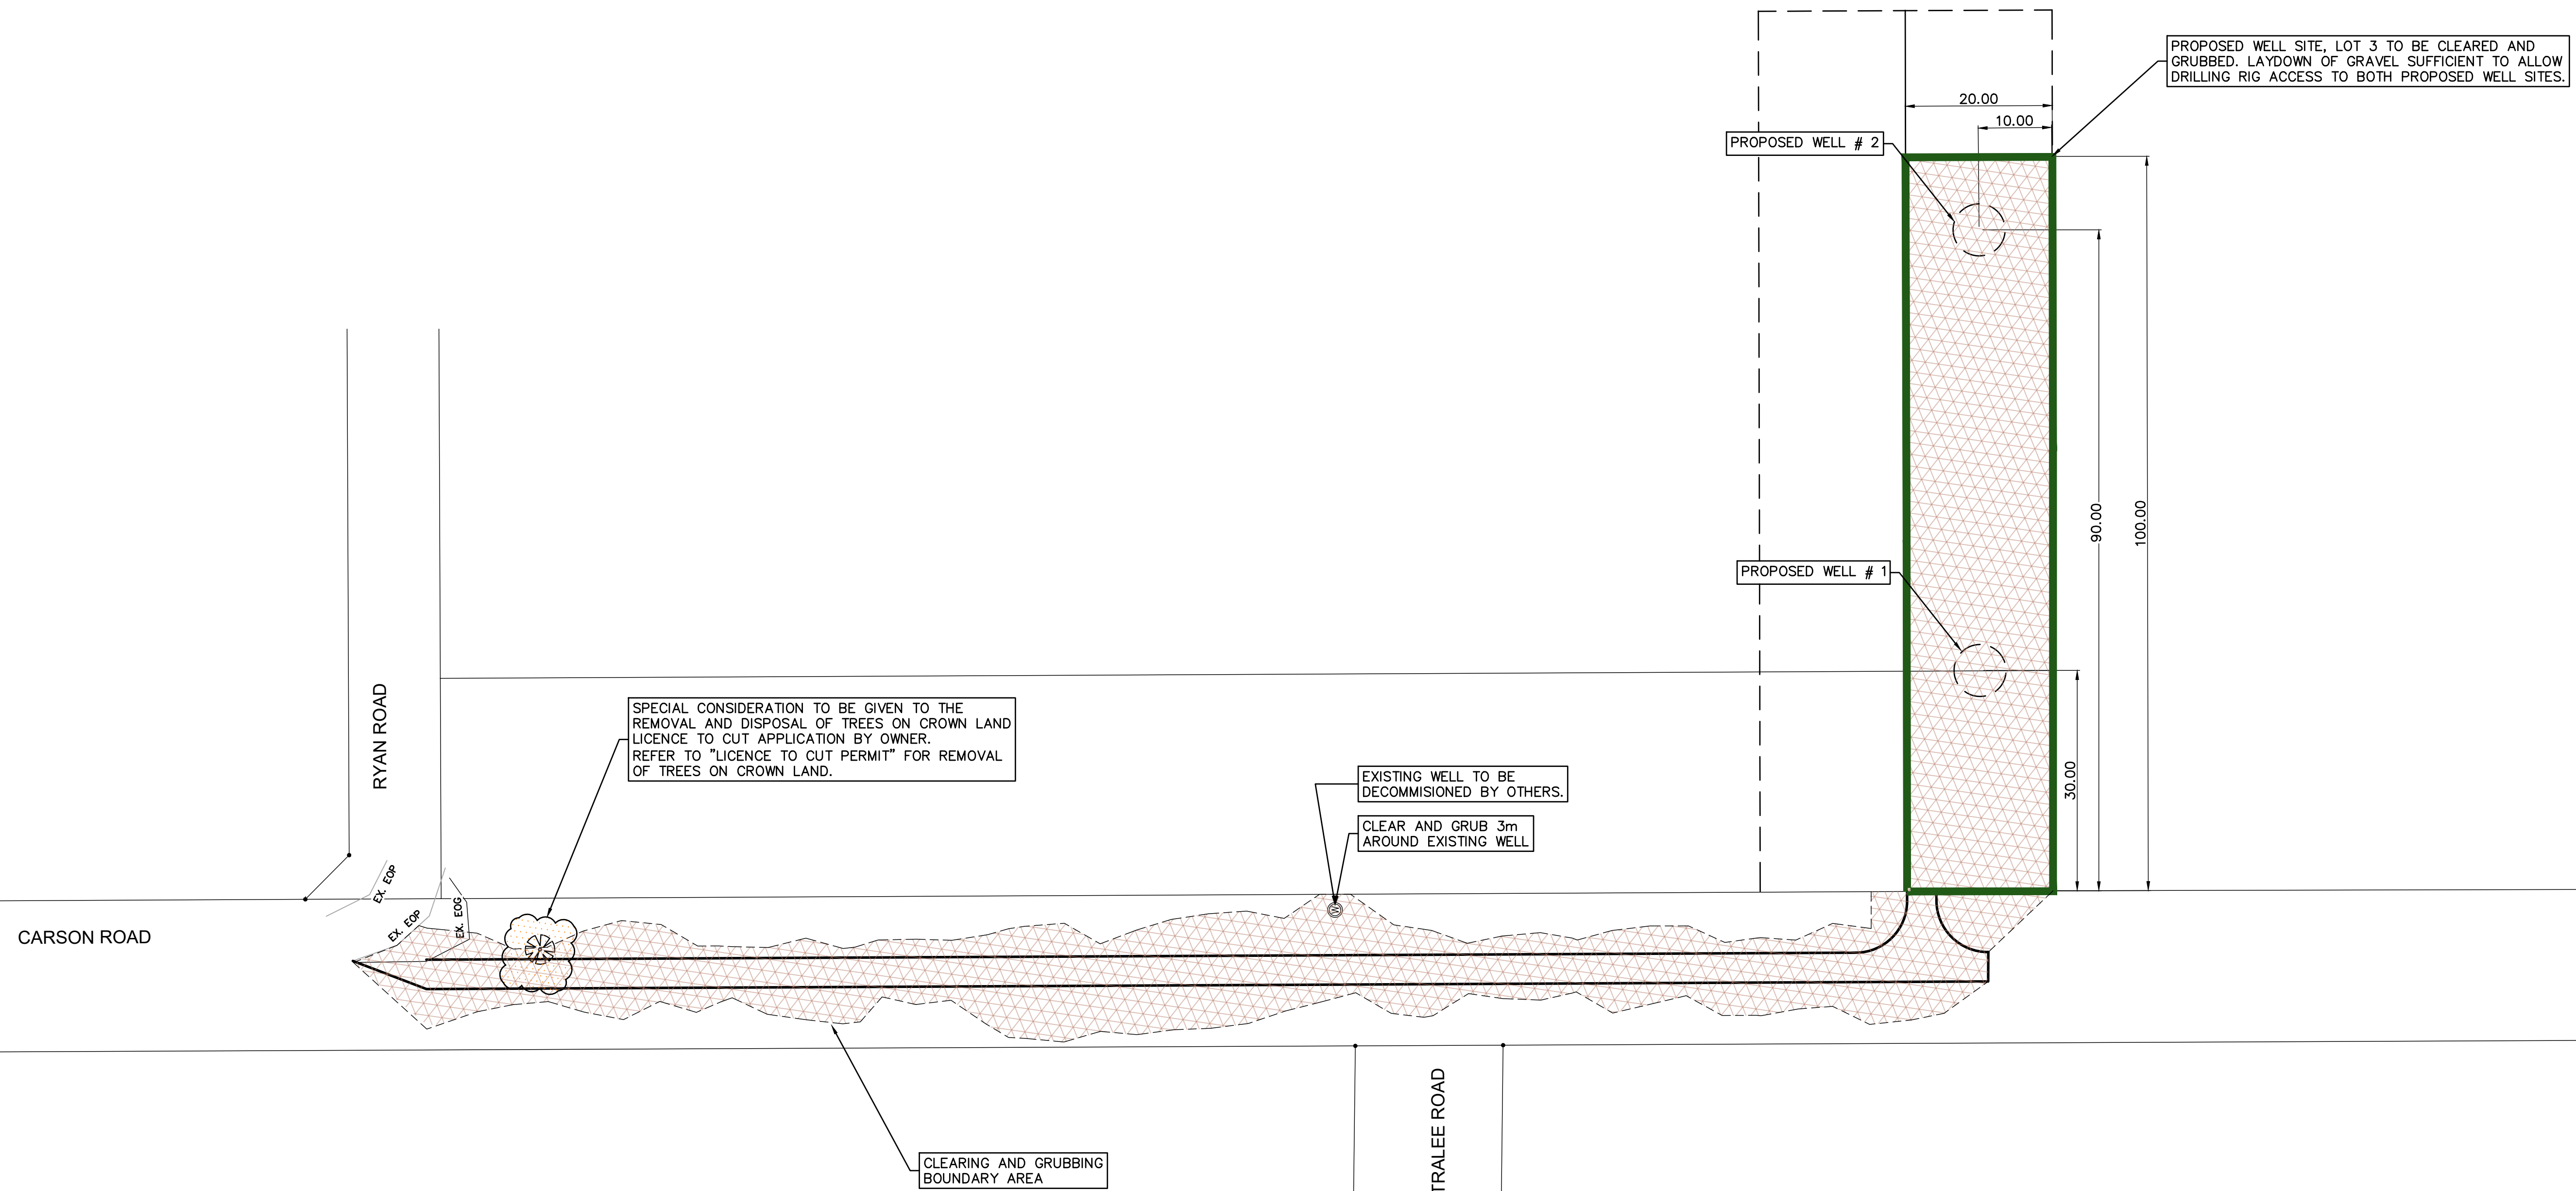 PROPOSED WELL SITE, LOT 3 TO BE CLEARED AND
GRUBBED. LAYDOWN OF GRAVEL SUFFICIENT TO ALLOW
DRILLING RIG ACCESS TO BOTH PROPOSED WELL SITES.
20.00
10.00
PROPOSED WELL # 2
90.00
100.00
PROPOSED WELL # 1
30.00
RYAN ROAD
SPECIAL CONSIDERATION TO BE GIVEN TO THE
REMOVAL AND DISPOSAL OF TREES ON CROWN LAND
LICENCE TO CUT APPLICATION BY OWNER.
REFER TO "LICENCE TO CUT PERMIT" FOR REMOVAL
OF TREES ON CROWN LAND.
EXISTING WELL TO BE
DECOMMISIONED BY OTHERS.
CLEAR AND GRUB 3m
AROUND EXISTING WELL
EX. EOP
EX. EOP
EX. EOG
W
CARSON ROAD
TRALEE ROAD
CLEARING AND GRUBBING
BOUNDARY AREA